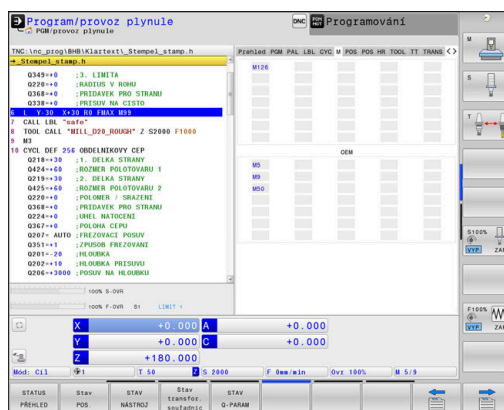 Program/provoz plynule
PGM/provoz plynule
DNC
Programování
TNC:\nc_prog\BHB\Klartext\_Stempel_stamp.h
→_Stempel_stamp.h
Q349=+0 ;3. LIMITA
Q220=+0 ;RADIUS V ROHU
Q368=+0 ;PRIDAVEK PRO STRANU
Q338=+0 ;PRISUV NA CISTO
6 L Y-30 X+30 R0 FMAX M99
7 CALL LBL "safe"
8 TOOL CALL "MILL_D20_ROUGH" Z S2000 F1000
9 M3
10 CYCL DEF 256 OBDELNIKOVY CEP
Q218=+30 ;1. DELKA STRANY
Q424=+60 ;ROZMER POLOTOVARU 1
Q219=+30 ;2. DELKA STRANY
Q425=+60 ;ROZMER POLOTOVARU 2
Q220=+0 ;POLOMER / SRAZENI
Q368=+0 ;PRIDAVEK PRO STRANU
Q224=+0 ;UHEL NATOCENI
Q367=+0 ;POLOHA CEPU
Q207= AUTO ;FREZOVACI POSUV
Q351=+1 ;ZPUSOB FREZOVANI
Q201=-20 ;HLOUBKA
Q202=+10 ;HLOUBKA PRISUVU
Q206=+3000 ;POSUV NA HLOUBKU
100% S-OVR
100% F-OVR S1 LIMIT 1
Přehled PGM PAL LBL CYC M POS POS HR TOOL TT TRANS
M126
OEM
M5
M9
M50
X +0.000 A +0.000
Y +0.000 C +0.000
Z +180.000
Mód: Cíl 1 T 50 Z S 2000 F 0mm/min Ovr 100% M 5/9
STATUS PŘEHLED
Stav POS.
STAV NÁSTROJ
Stav transfor. souřadnic
STAV Q-PARAM
M
S
T
S100%
VYP ZAP
F100%
VYP ZAP